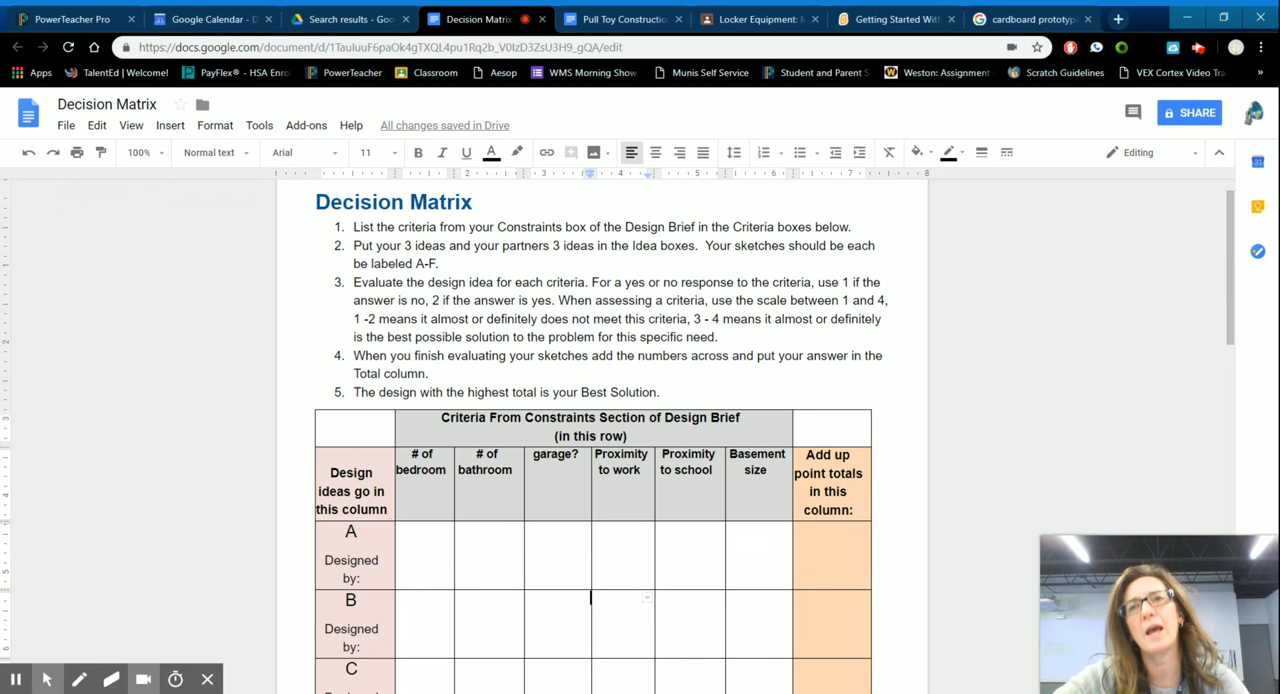 PowerTeacher Pro
Google Calendar - D
Search results - Goo
Decision Matrix
Pull Toy Constructio
Locker Equipment:
Getting Started With
cardboard prototype
https://docs.google.com/document/d/1TauIuuF6paOk4gTXQL4pu1Rq2b_V0IzD3ZsU3H9_gQA/edit
Apps
TalentEd | Welcome!
PayFlex® - HSA Enro
PowerTeacher
Classroom
Aesop
WMS Morning Show
Munis Self Service
Student and Parent S
Weston: Assignment
Scratch Guidelines
VEX Cortex Video Tra
»
Decision Matrix
SHARE
File Edit View Insert Format Tools Add-ons Help All changes saved in Drive
100% Normal text Arial 11 B I U A Editing
2 3 4 5 6 7 8
Decision Matrix
1. List the criteria from your Constraints box of the Design Brief in the Criteria boxes below.
2. Put your 3 ideas and your partners 3 ideas in the Idea boxes. Your sketches should be each
be labeled A-F.
3. Evaluate the design idea for each criteria. For a yes or no response to the criteria, use 1 if the
answer is no, 2 if the answer is yes. When assessing a criteria, use the scale between 1 and 4,
1 -2 means it almost or definitely does not meet this criteria, 3 - 4 means it almost or definitely
is the best possible solution to the problem for this specific need.
4. When you finish evaluating your sketches add the numbers across and put your answer in the
Total column.
5. The design with the highest total is your Best Solution.
Criteria From Constraints Section of Design Brief
(in this row)
Design
ideas go in
this column
# of
bedroom
# of
bathroom
garage?
Proximity
to work
Proximity
to school
Basement
size
Add up
point totals
in this
column:
A
Designed
by:
B
Designed
by:
C